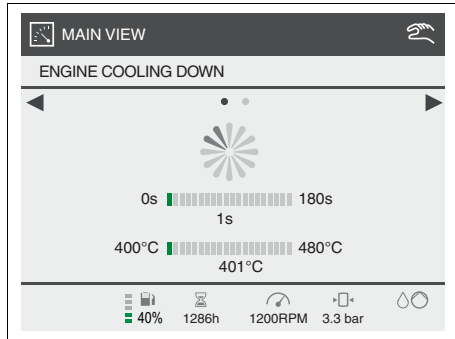 MAIN VIEW
ENGINE COOLING DOWN
0s 180s
1s
400°C 480°C
401°C
40% 1286h 1200RPM 3.3 bar